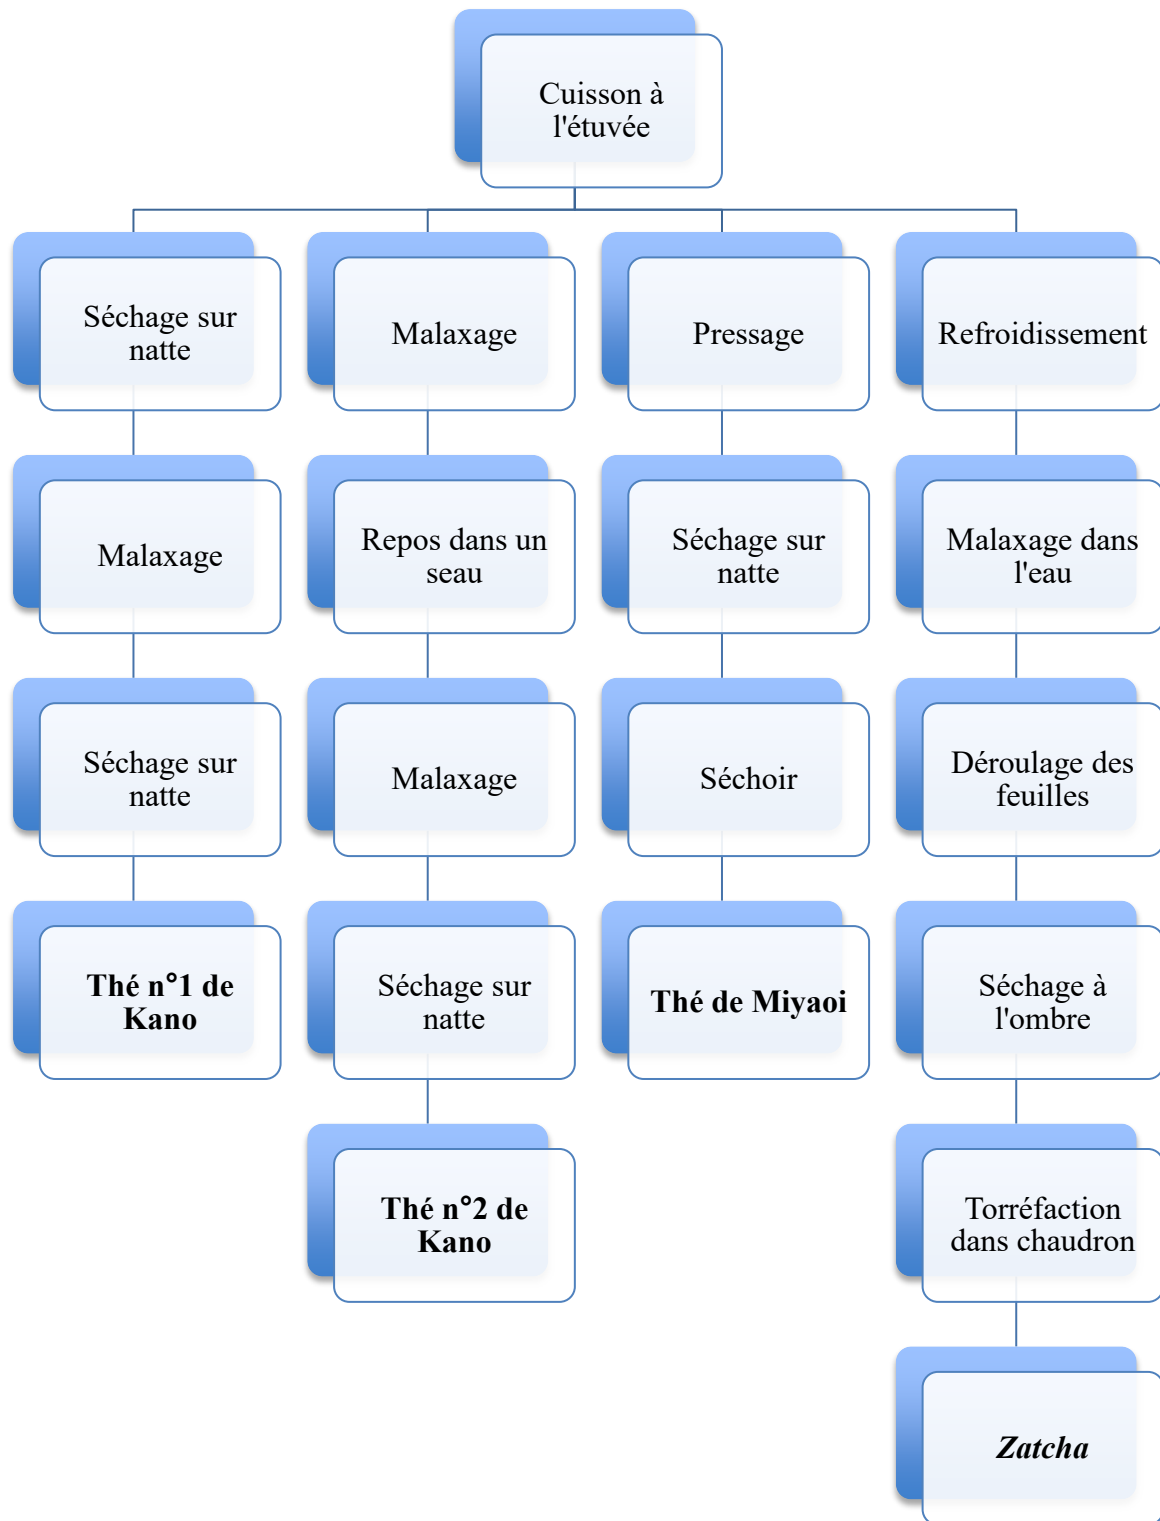 Cuisson à
l'étuvée
Séchage sur
natte
Malaxage
Pressage
Refroidissement
Malaxage
Repos dans un
seau
Séchage sur
natte
Malaxage dans
l'eau
Séchage sur
natte
Malaxage
Séchoir
Déroulage des
feuilles
Thé n°1 de
Kano
Séchage sur
natte
Thé de Miyaoi
Séchage à
l'ombre
Thé n°2 de
Kano
Torréfaction
dans chaudron
Zatcha